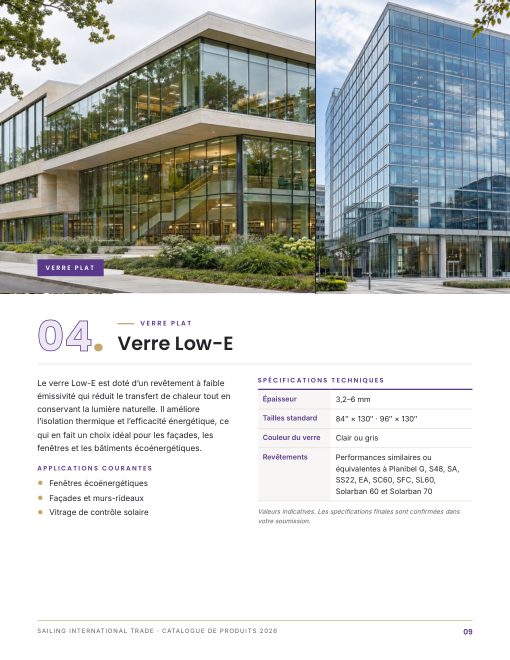 VERRE PLAT
04.
VERRE PLAT
Verre Low-E
Le verre Low-E est doté d'un revêtement à faible
émissivité qui réduit le transfert de chaleur tout en
conservant la lumière naturelle. Il améliore
l'isolation thermique et l'efficacité énergétique, ce
qui en fait un choix idéal pour les façades, les
fenêtres et les bâtiments écoénergétiques.
APPLICATIONS COURANTES
Fenêtres écoénergétiques
Façades et murs-rideaux
Vitrage de contrôle solaire
SPÉCIFICATIONS TECHNIQUES
Épaisseur 3,2–6 mm
Tailles standard 84" × 130" · 96" × 130"
Couleur du verre Clair ou gris
Revêtements Performances similaires ou
équivalentes à Planibel G, S48, SA,
SS22, EA, SC60, SFC, SL60,
Solarban 60 et Solarban 70
Valeurs indicatives. Les spécifications finales sont confirmées dans
votre soumission.
SAILING INTERNATIONAL TRADE · CATALOGUE DE PRODUITS 2026
09